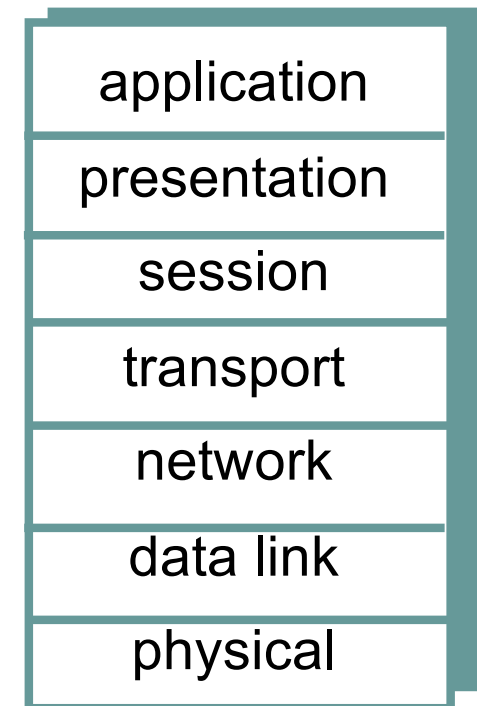 application
presentation
session
transport
network
data link
physical